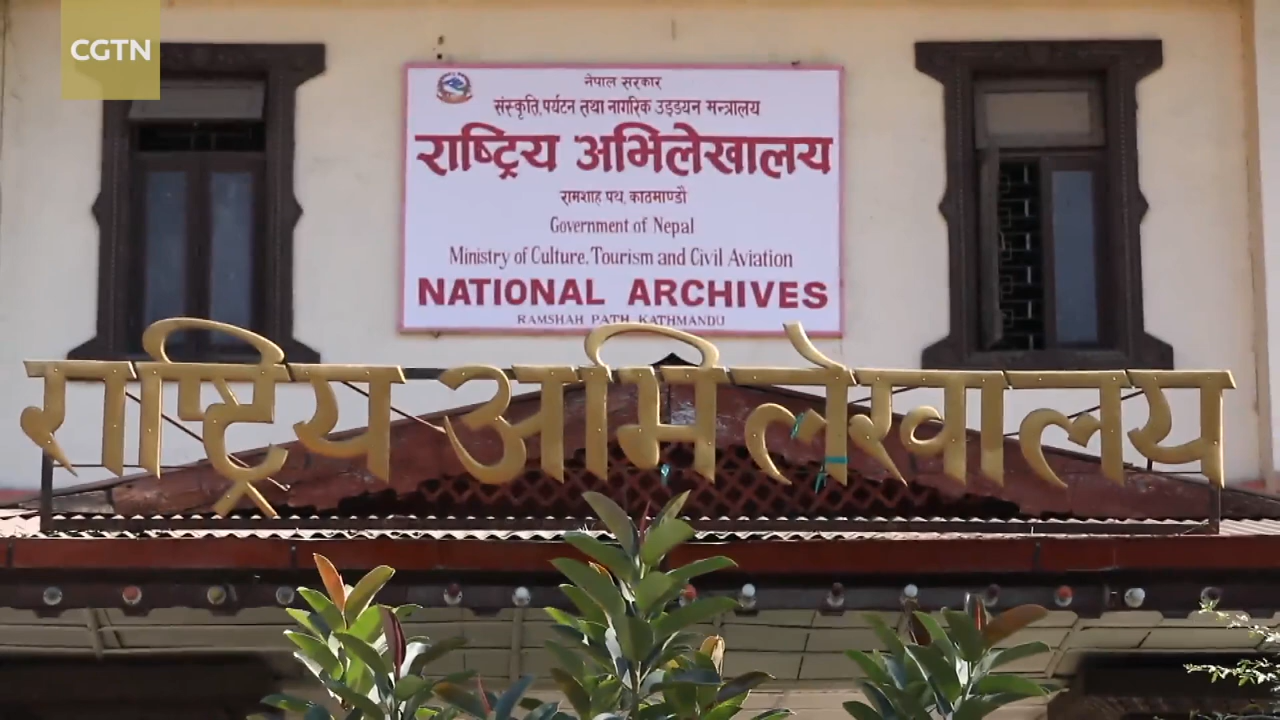 CGTN
नेपाल सरकार
संस्कृति, पर्यटन तथा नागरिक उड्डयन मन्त्रालय
राष्ट्रिय अभिलेखालय
रामशाह पथ, काठमाण्डौ
Government of Nepal
Ministry of Culture, Tourism and Civil Aviation
NATIONAL ARCHIVES
RAMSHAH PATH KATHMANDU
राष्ट्रिय अभिलेखालय